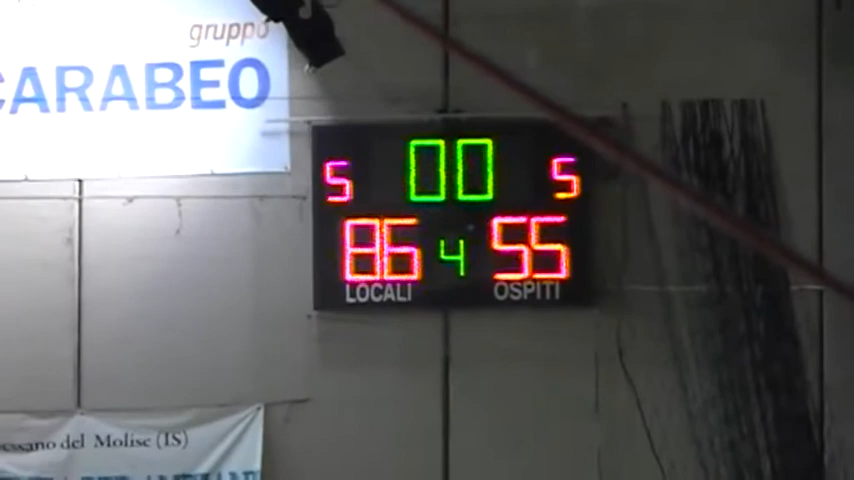 gruppo
CARABEO
5 00 5
86 4 55
LOCALI OSPITI
del Molise (IS)